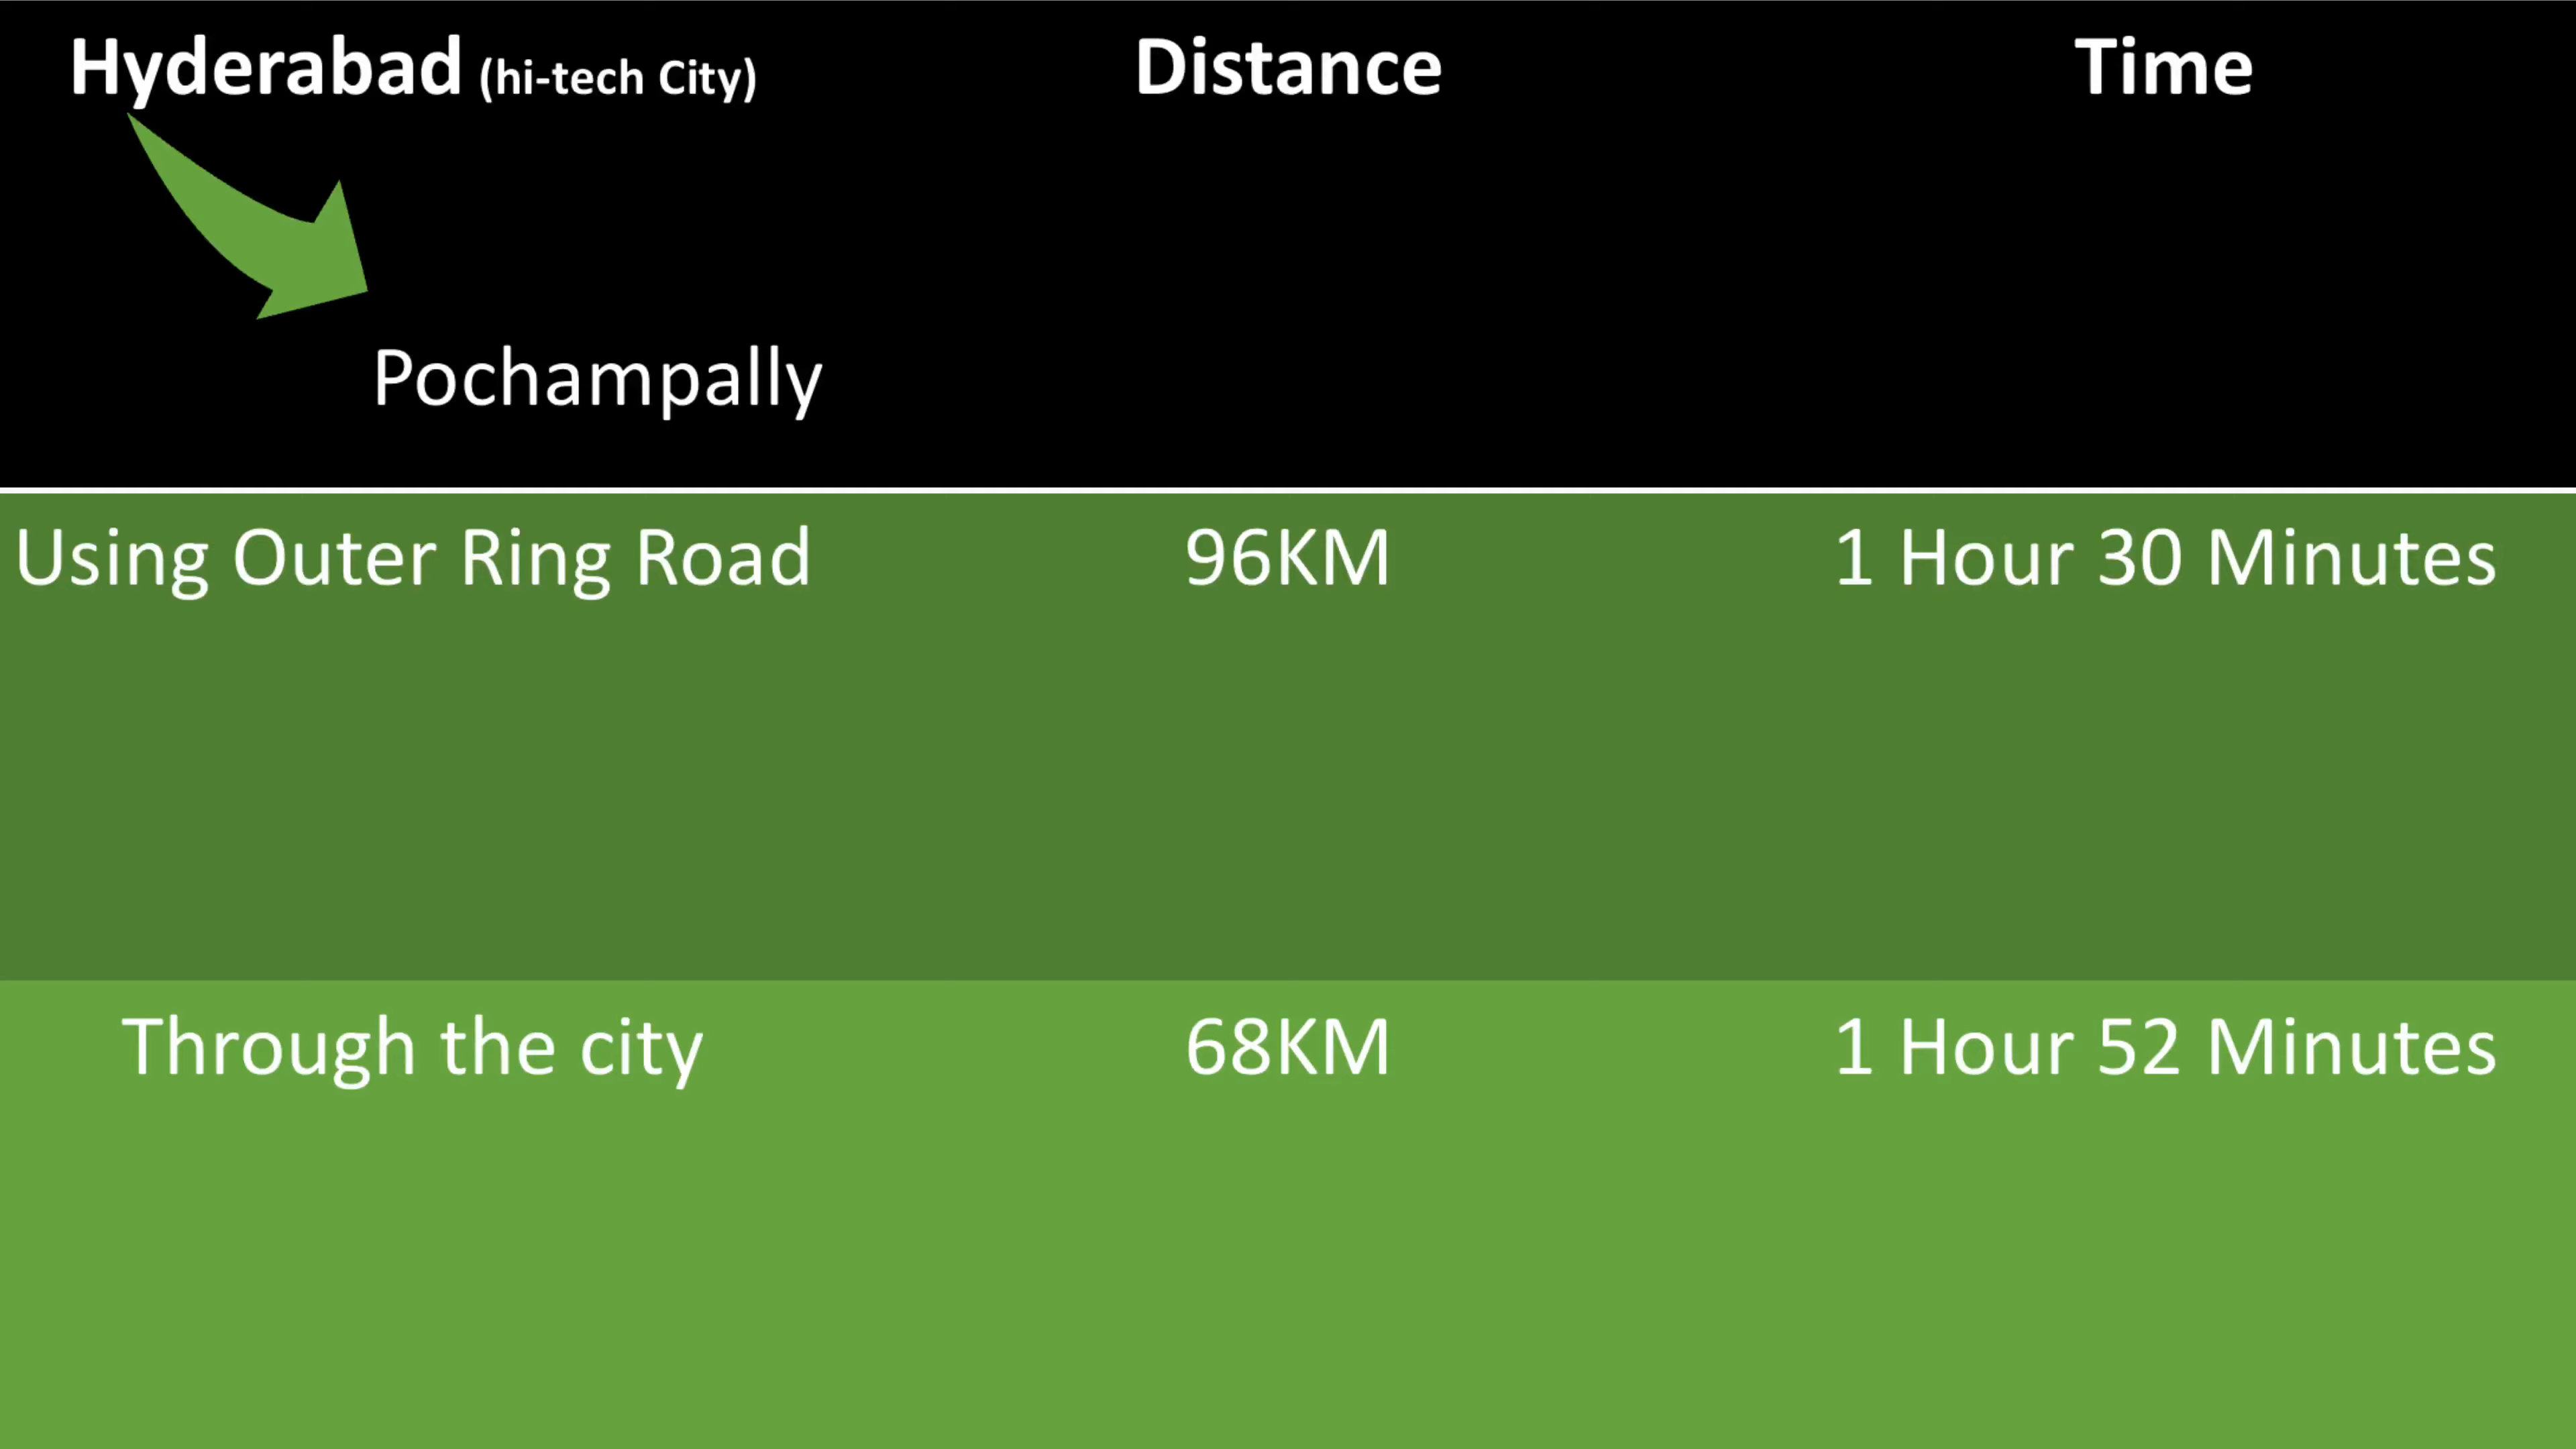 Hyderabad (hi-tech City) Distance Time
Pochampally
Using Outer Ring Road 96KM 1 Hour 30 Minutes
Through the city 68KM 1 Hour 52 Minutes